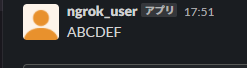 ngrok_user アプリ 17:51
ABCDEF